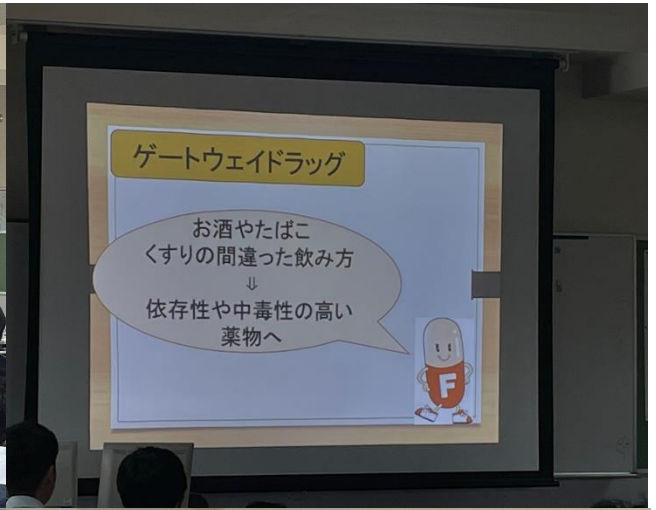 ゲートウェイドラッグ
お酒やたばこ
くすりの間違った飲み方
⇓
依存性や中毒性の高い
薬物へ
F